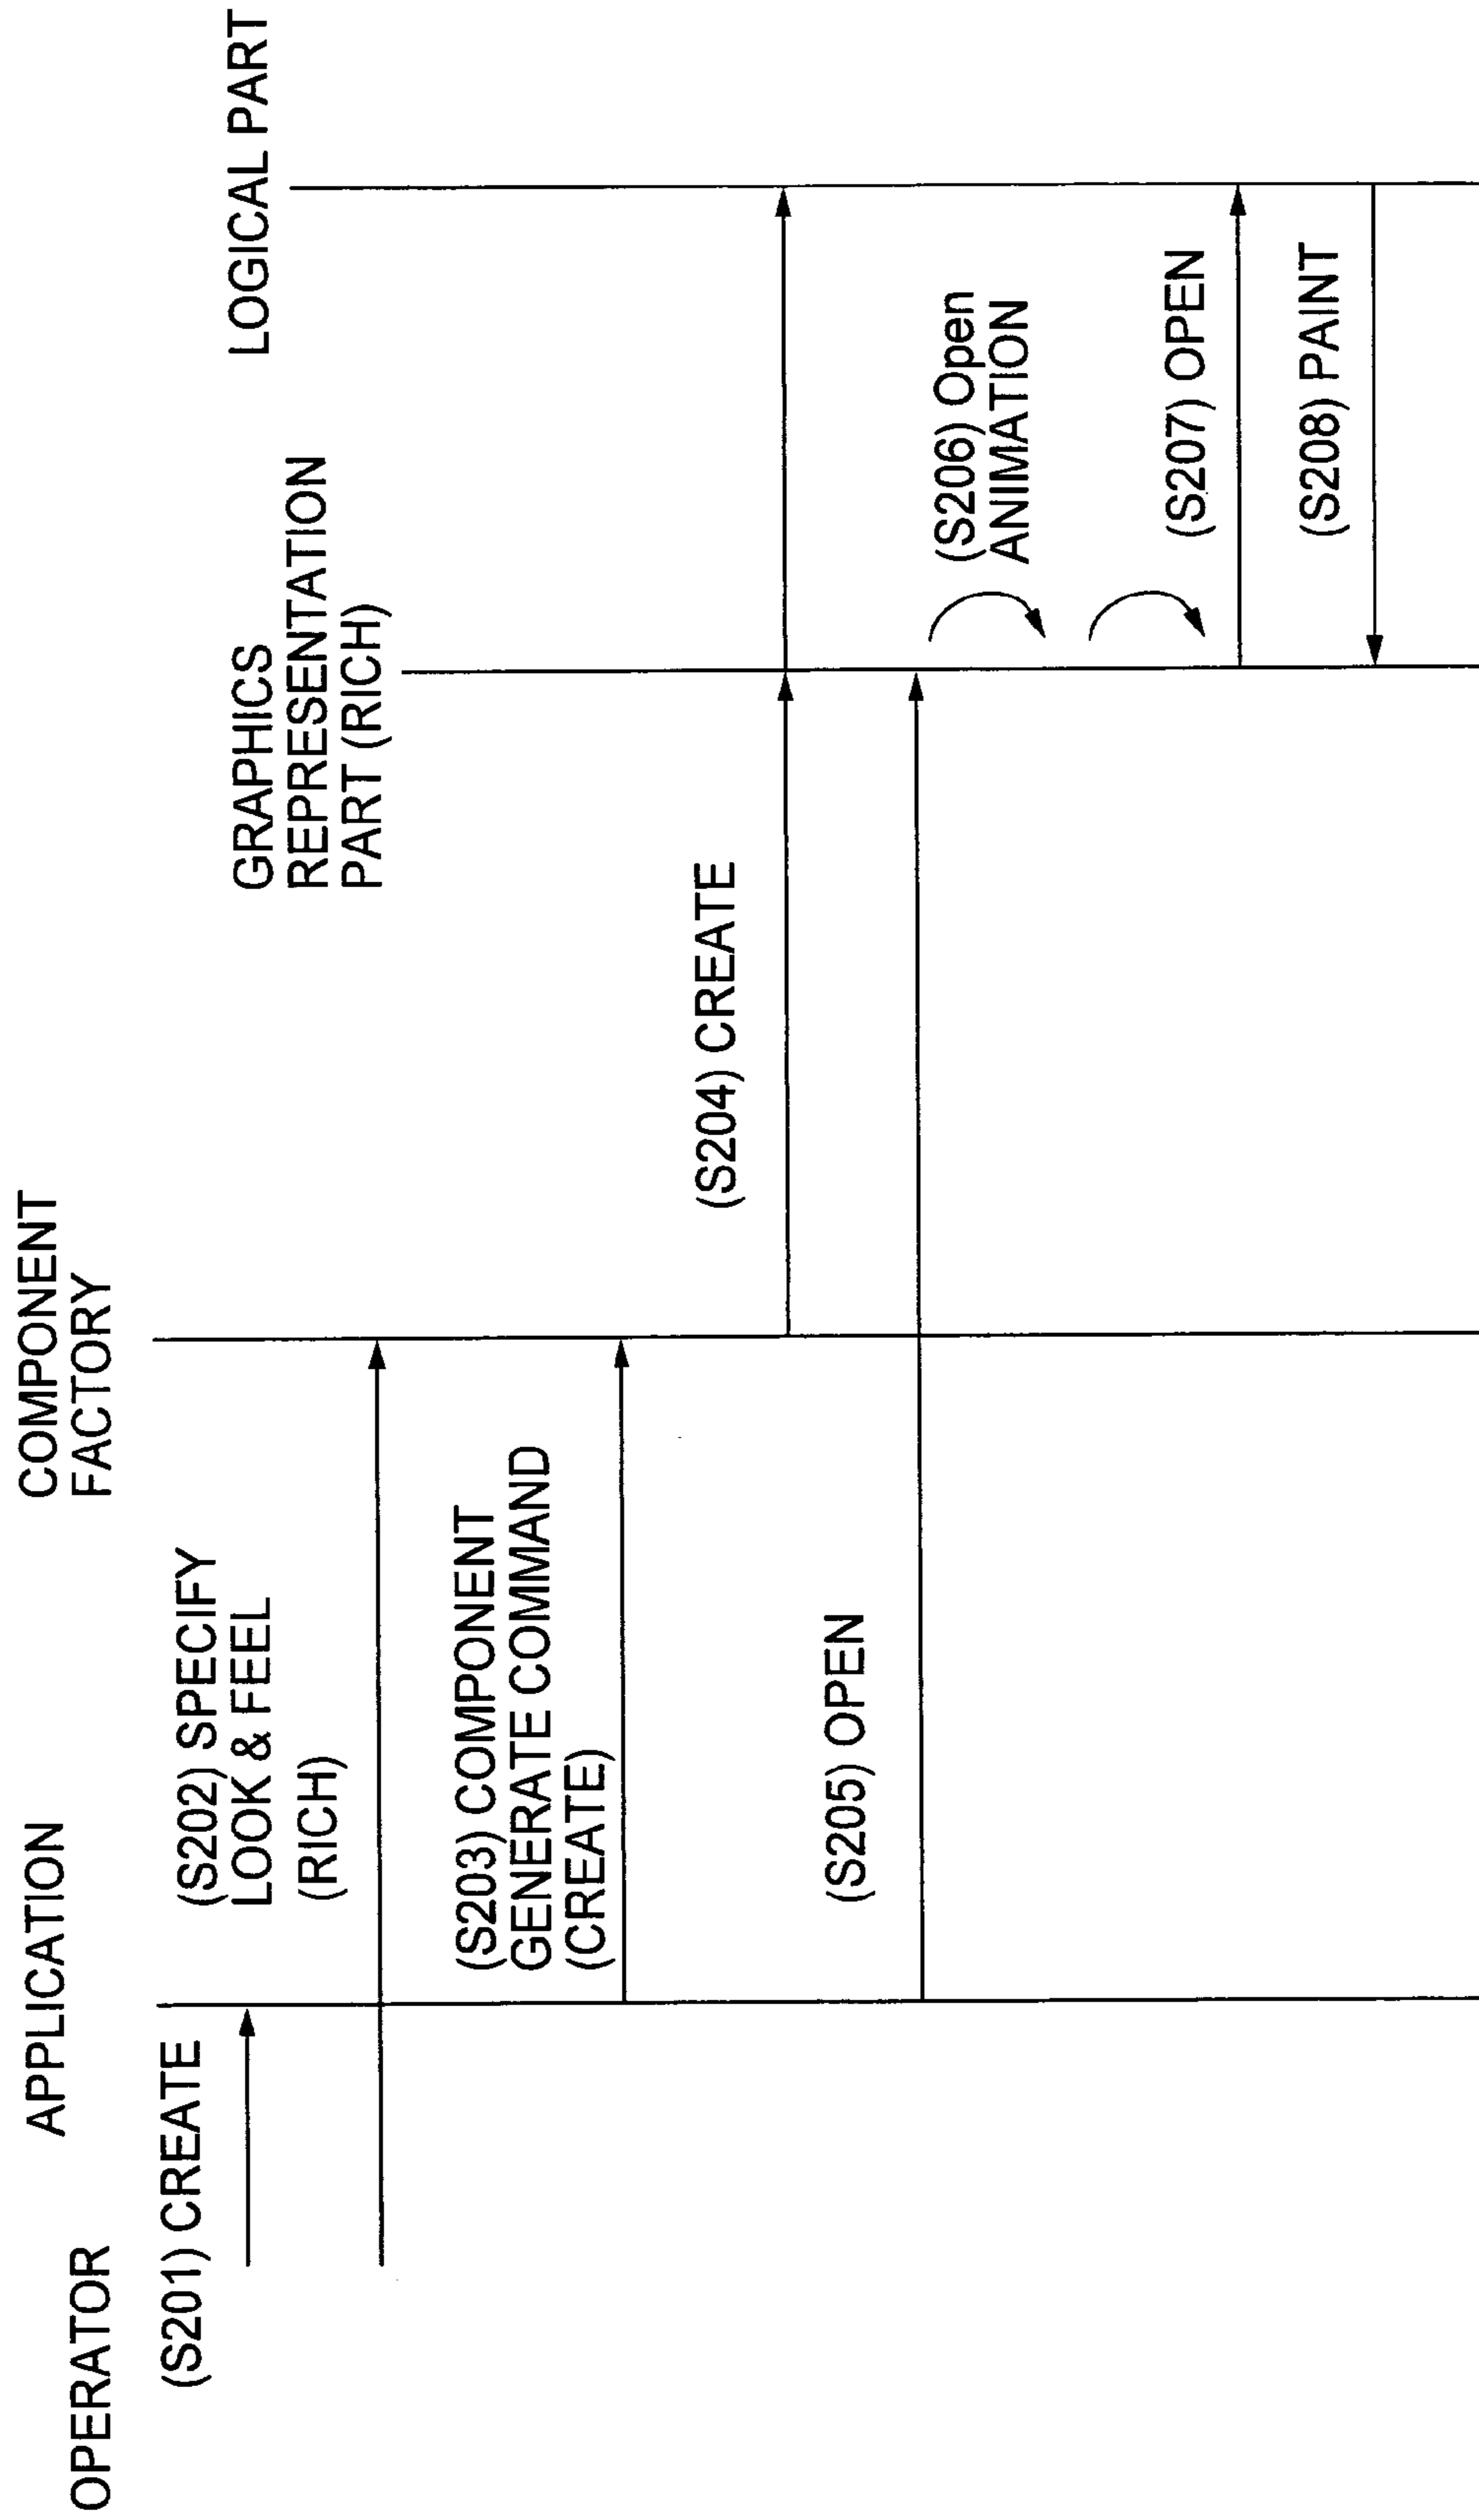 OPERATOR
APPLICATION
COMPONENT
FACTORY
GRAPHICS
REPRESENTATION
PART (RICH)
LOGICAL PART
(S201) CREATE
(S202) SPECIFY
LOOK & FEEL
(RICH)
(S203) COMPONENT
GENERATE COMMAND
(CREATE)
(S204) CREATE
(S205) OPEN
(S206) Open
ANIMATION
(S207) OPEN
(S208) PAINT